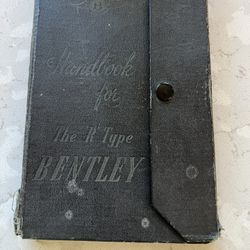 Handbook
for
The "R" Type
BENTLEY